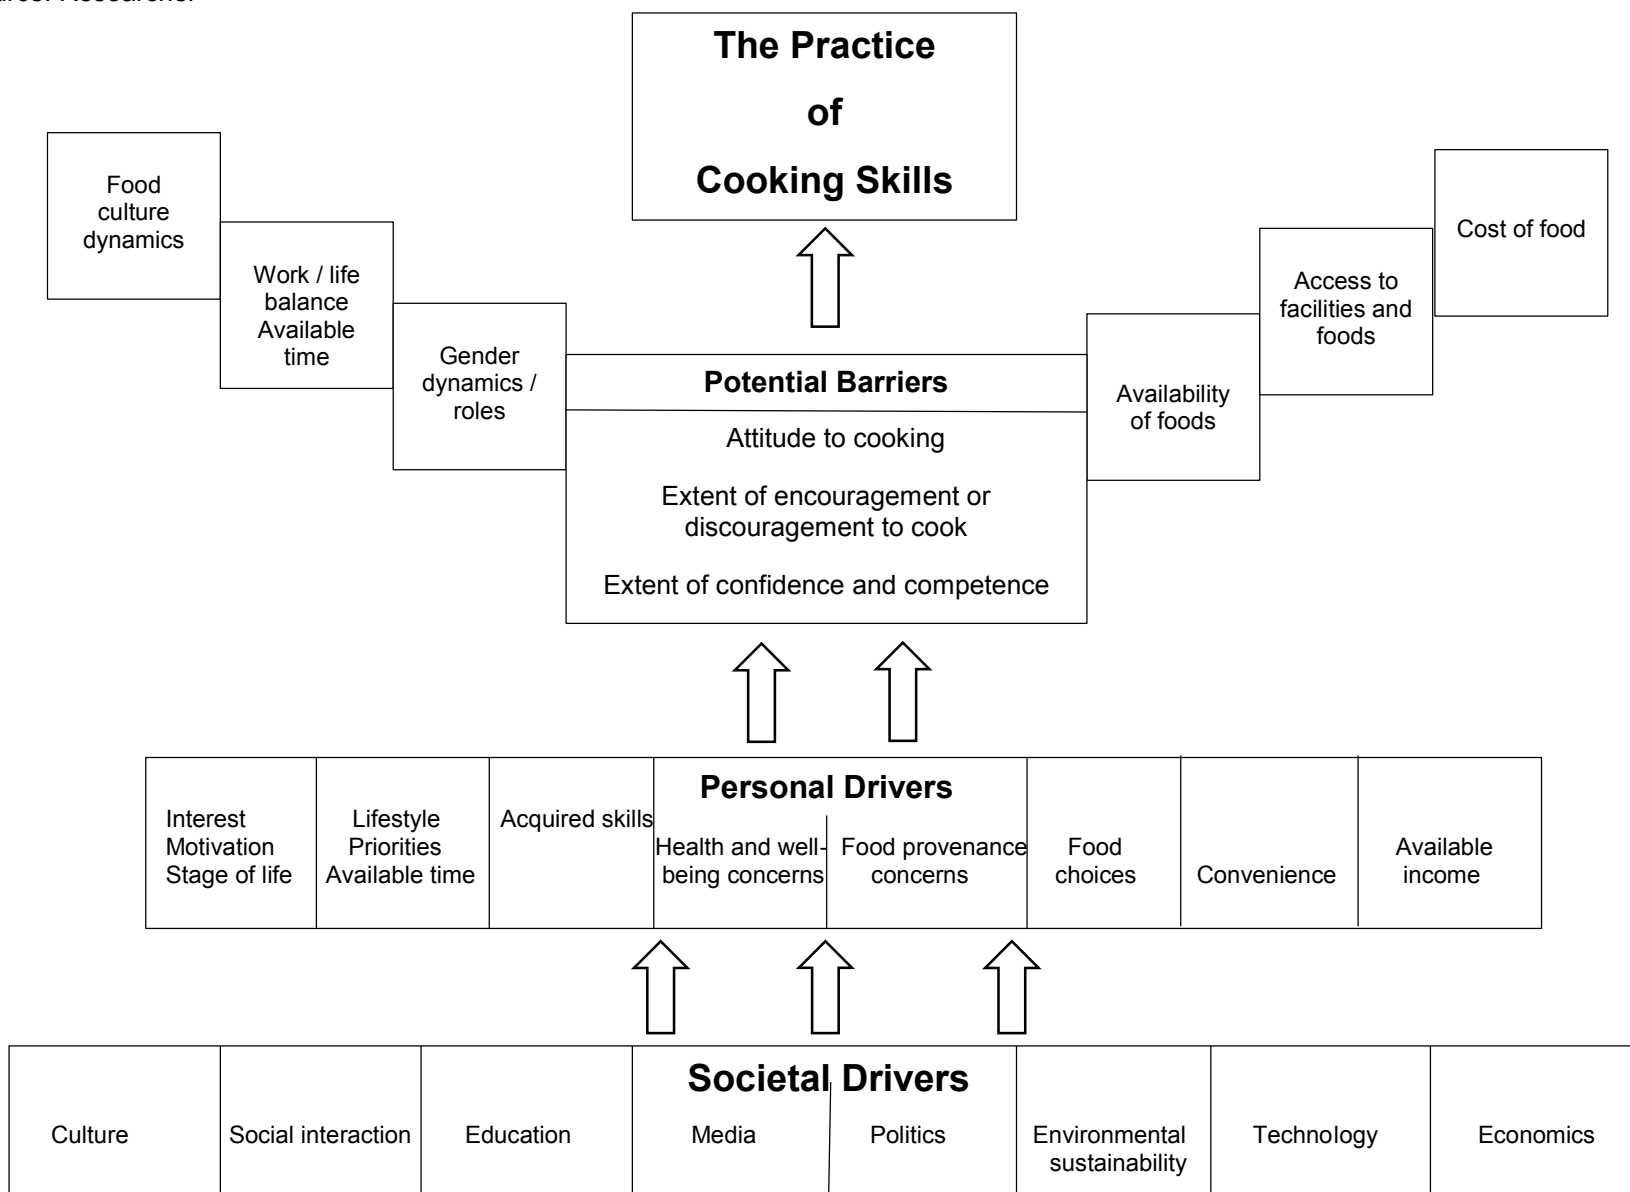 The Practice
of
Cooking Skills
Food
culture
dynamics
Work / life
balance
Available
time
Gender
dynamics /
roles
Potential Barriers
Attitude to cooking
Extent of encouragement or
discouragement to cook
Extent of confidence and competence
Availability
of foods
Access to
facilities and
foods
Cost of food
Personal Drivers
Interest
Motivation
Stage of life
Lifestyle
Priorities
Available time
Acquired skills
Health and well-
being concerns
Food provenance
concerns
Food
choices
Convenience
Available
income
Societal Drivers
Culture
Social interaction
Education
Media
Politics
Environmental
sustainability
Technology
Economics